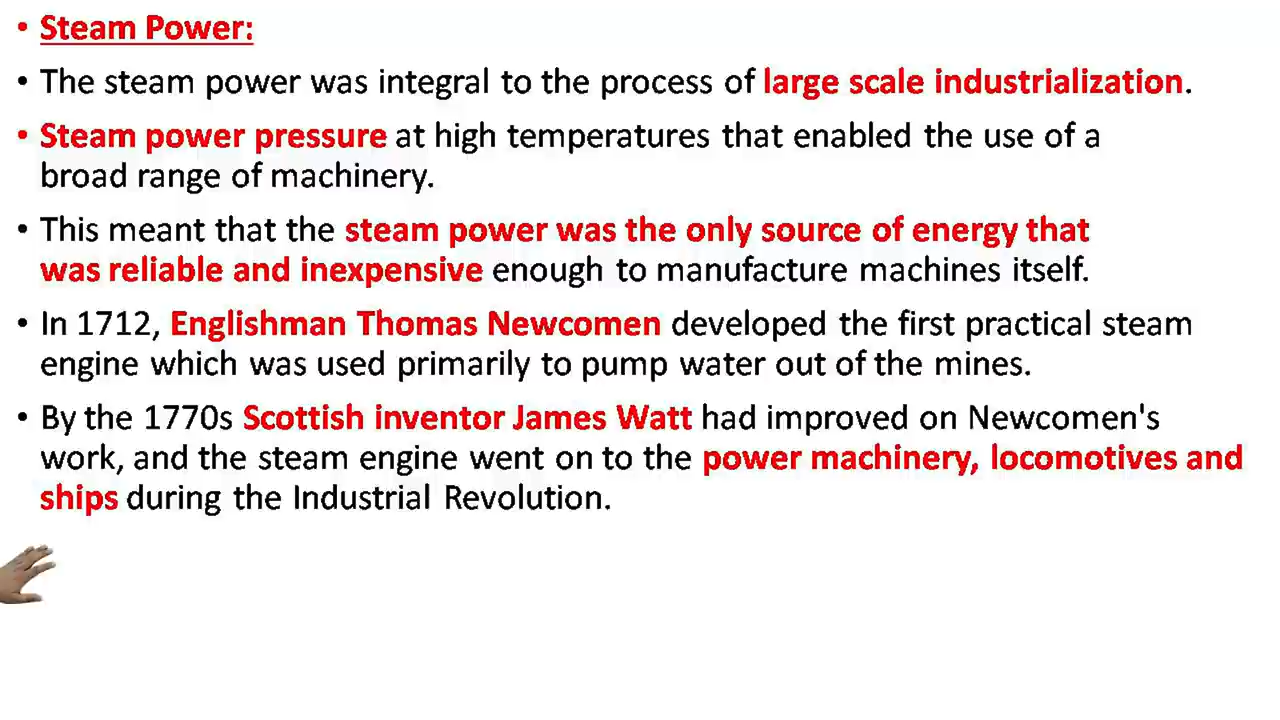 • Steam Power:
• The steam power was integral to the process of large scale industrialization.
• Steam power pressure at high temperatures that enabled the use of a
broad range of machinery.
• This meant that the steam power was the only source of energy that
was reliable and inexpensive enough to manufacture machines itself.
• In 1712, Englishman Thomas Newcomen developed the first practical steam
engine which was used primarily to pump water out of the mines.
• By the 1770s Scottish inventor James Watt had improved on Newcomen's
work, and the steam engine went on to the power machinery, locomotives and
ships during the Industrial Revolution.